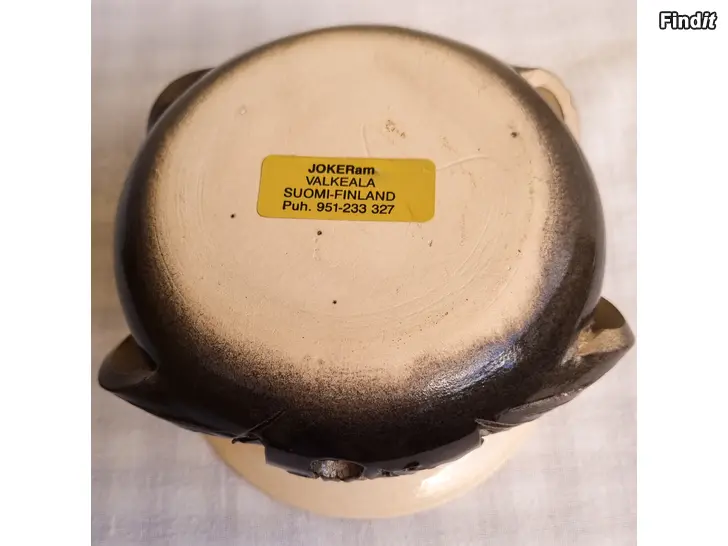 Findit
JOKERam
VALKEALA
SUOMI-FINLAND
Puh. 951-233 327